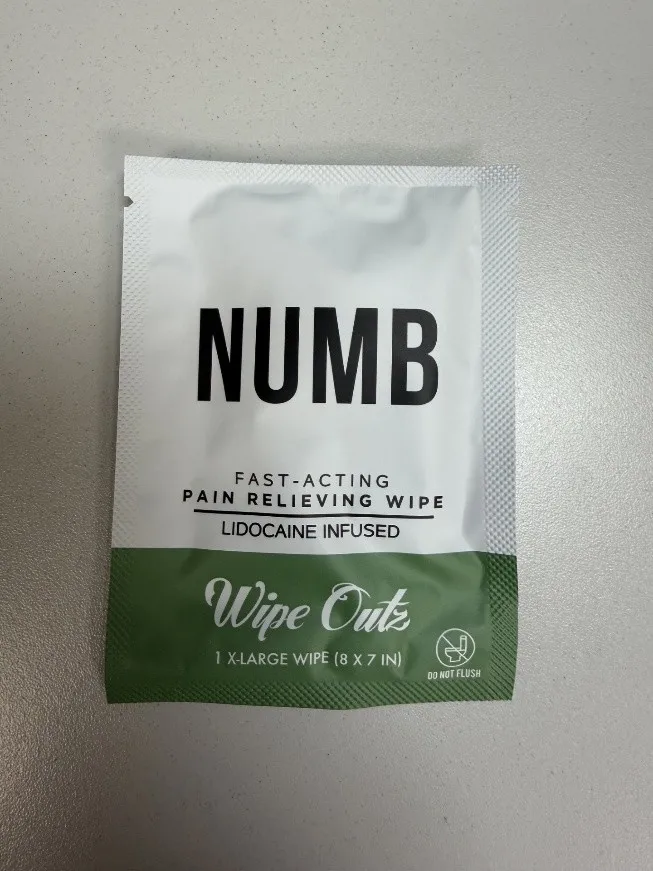 NUMB
FAST-ACTING
PAIN RELIEVING WIPE
LIDOCAINE INFUSED
Wipe Outz
1 X-LARGE WIPE (8 X 7 IN)
DO NOT FLUSH